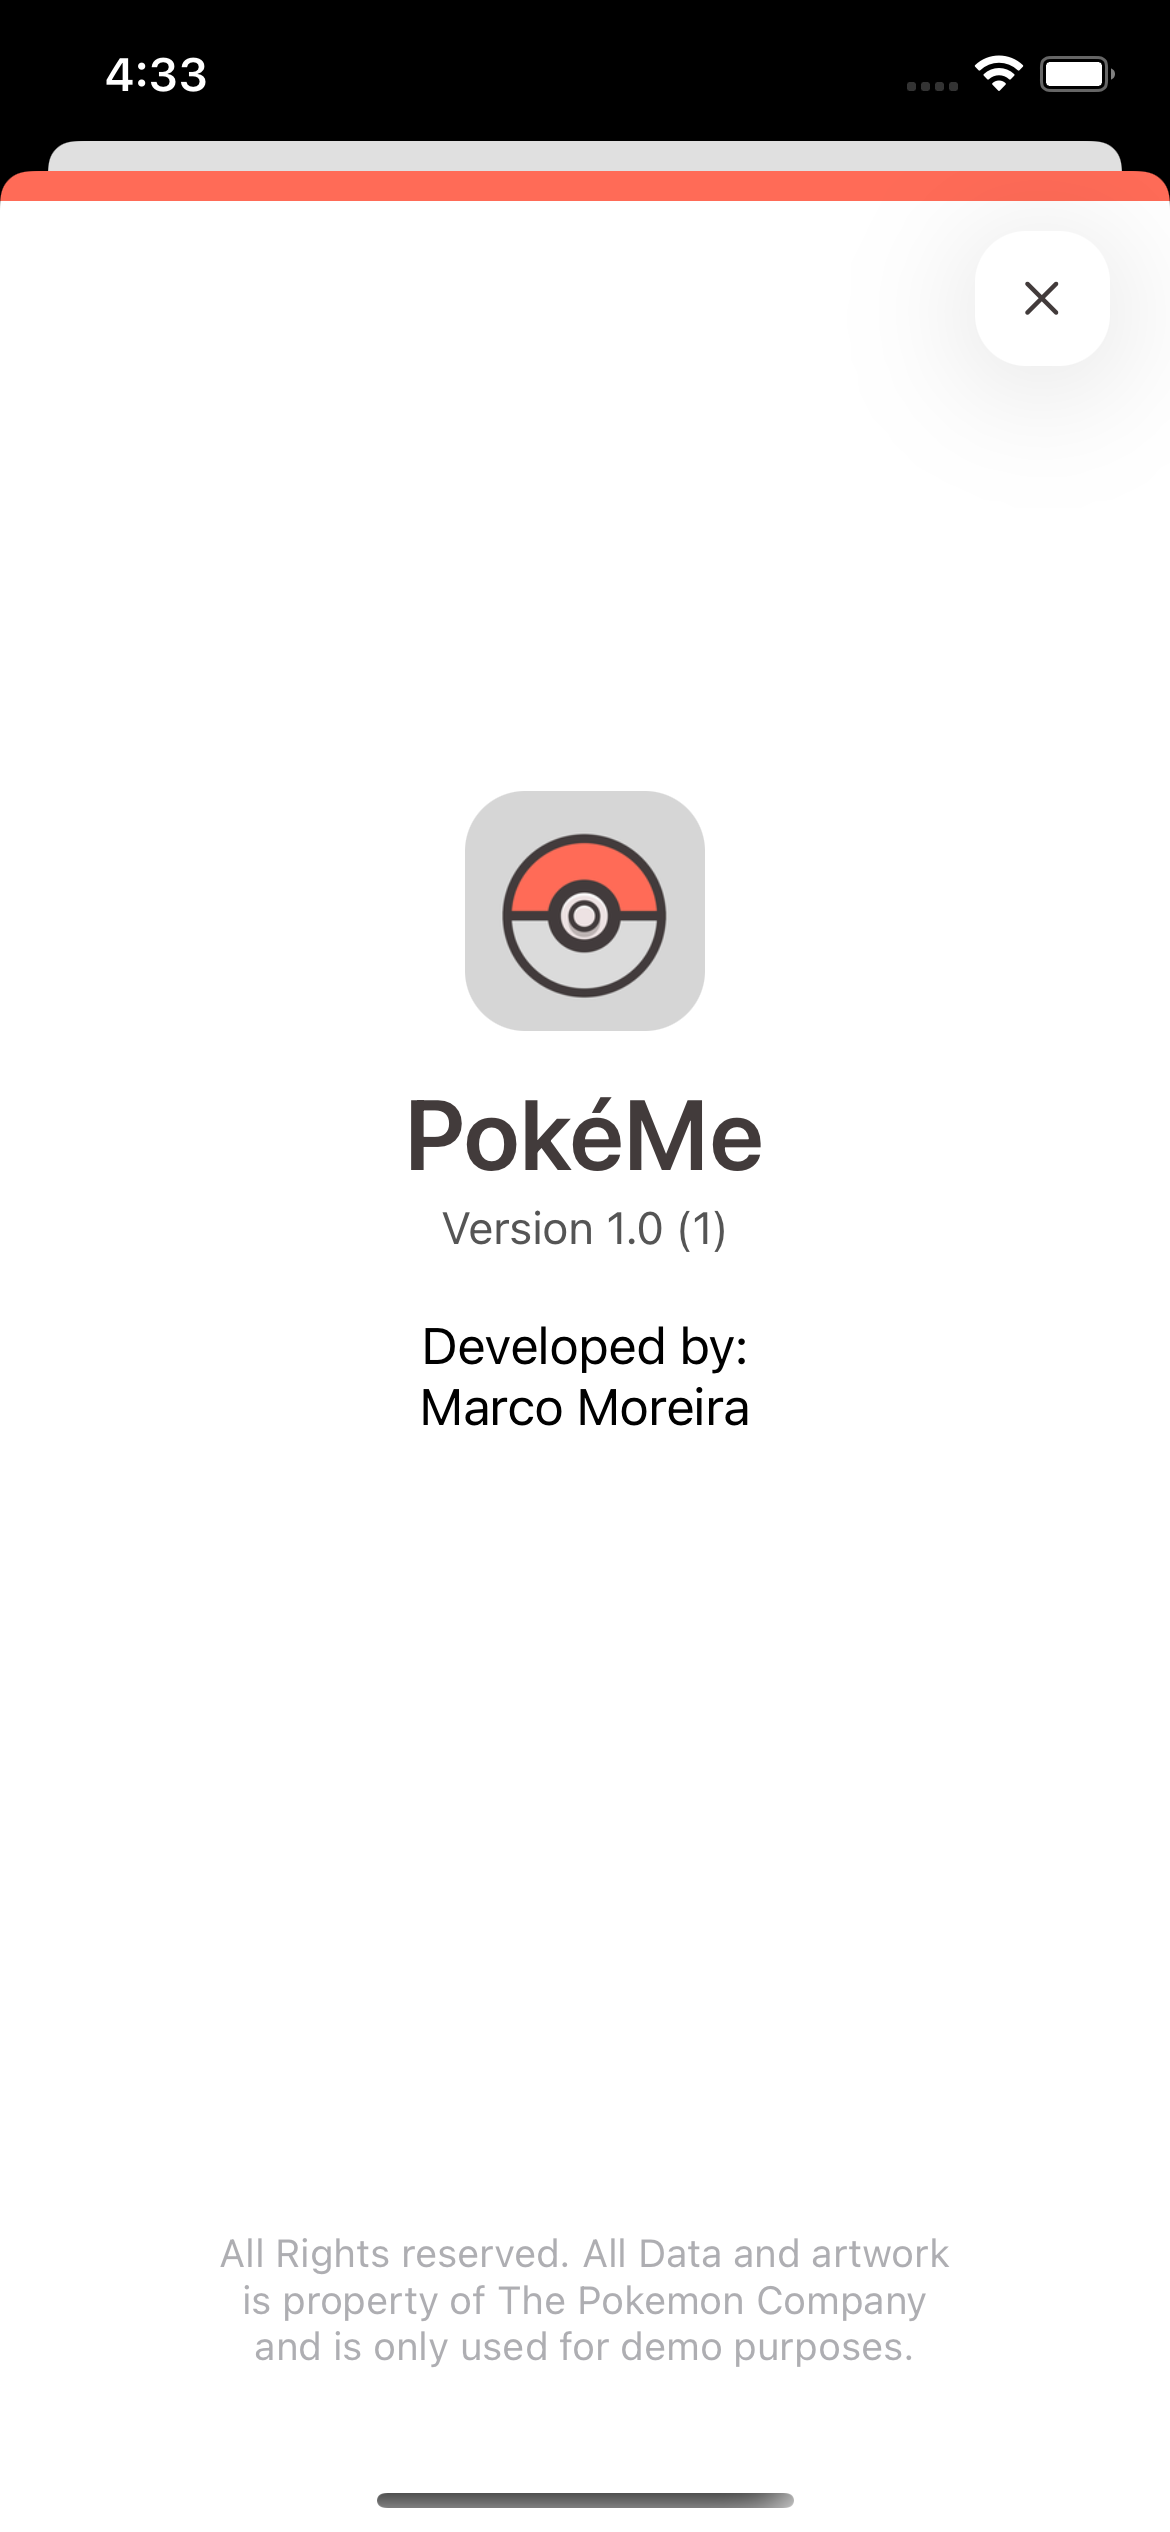 4:33
PokéMe
Version 1.0 (1)
Developed by:
Marco Moreira
All Rights reserved. All Data and artwork
is property of The Pokemon Company
and is only used for demo purposes.